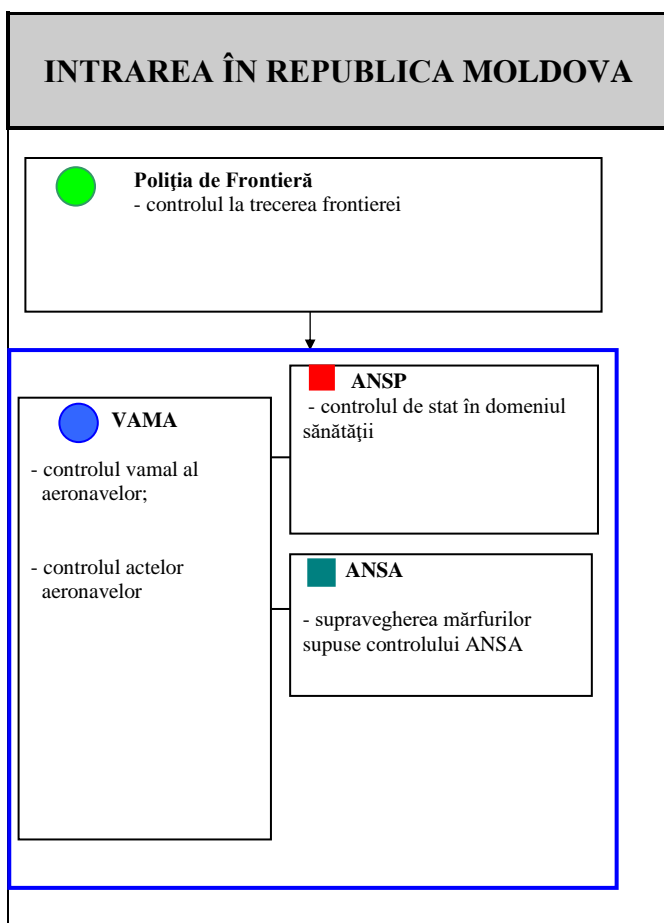 INTRAREA ÎN REPUBLICA MOLDOVA
Poliţia de Frontieră
- controlul la trecerea frontierei
VAMA
- controlul vamal al
aeronavelor;
- controlul actelor
aeronavelor
ANSP
- controlul de stat în domeniul
sănătăţii
ANSA
- supravegherea mărfurilor
supuse controlului ANSA